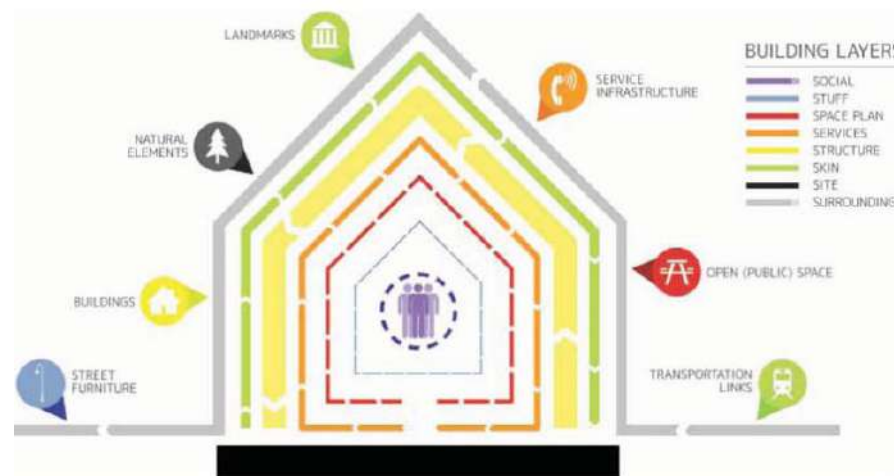 LANDMARKS
SERVICE
INFRASTRUCTURE
NATURAL
ELEMENTS
BUILDINGS
STREET
FURNITURE
OPEN (PUBLIC) SPACE
TRANSPORTATION
LINKS
BUILDING LAYERS
SOCIAL
STUFF
SPACE PLAN
SERVICES
STRUCTURE
SKIN
SITE
SURROUNDING